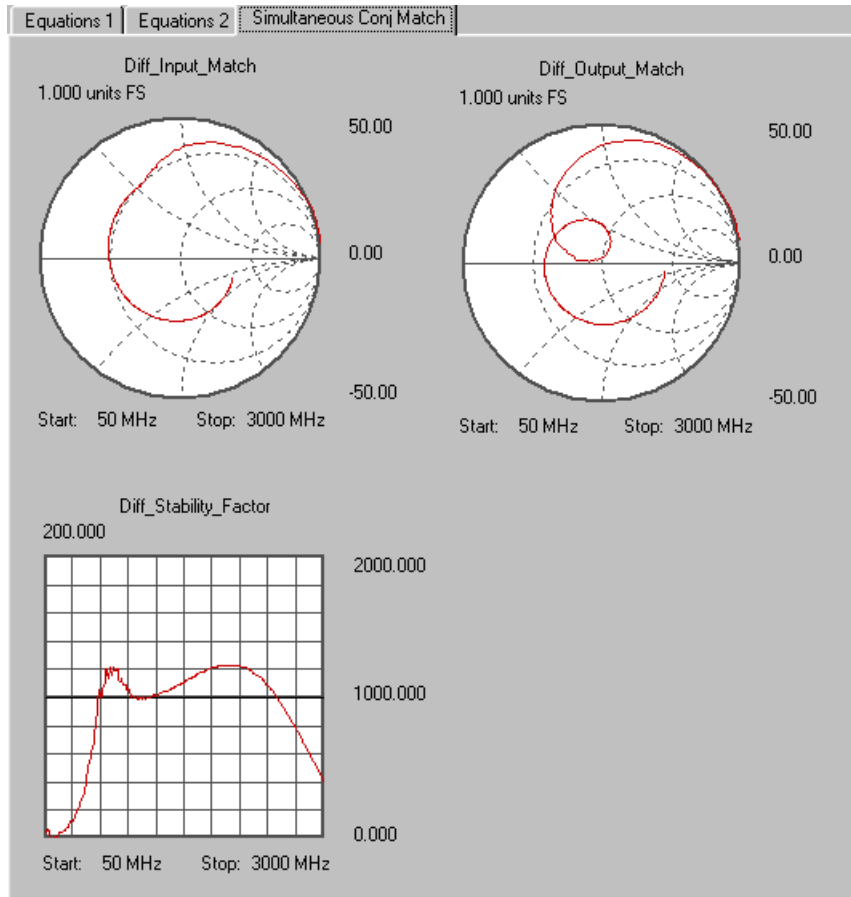 Equations 1 Equations 2 Simultaneous Conj Match
Diff_Input_Match
1.000 units FS
50.00
0.00
-50.00
Start: 50 MHz Stop: 3000 MHz
Diff_Output_Match
1.000 units FS
50.00
0.00
-50.00
Start: 50 MHz Stop: 3000 MHz
Diff_Stability_Factor
200.000
2000.000
1000.000
0.000
Start: 50 MHz Stop: 3000 MHz